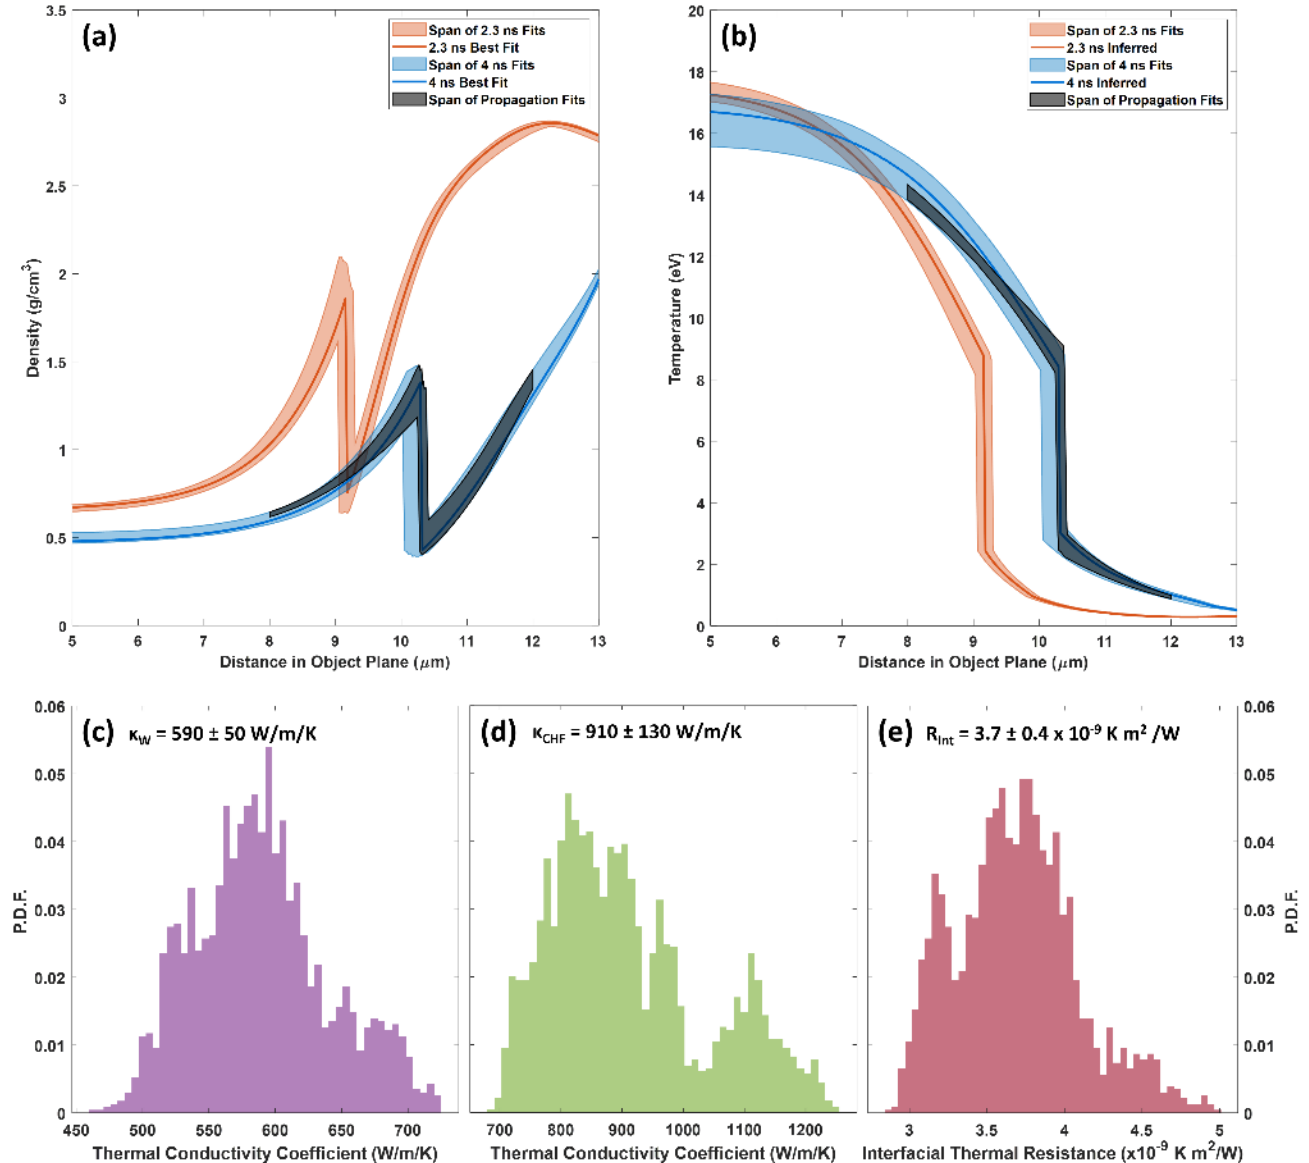 (a)
Span of 2.3 ns Fits
2.3 ns Best Fit
Span of 4 ns Fits
4 ns Best Fit
Span of Propagation Fits
3.5
3
2.5
2
1.5
1
0.5
0
Density (g/cm³)
5 6 7 8 9 10 11 12 13
Distance in Object Plane (μm)
(b)
Span of 2.3 ns Fits
2.3 ns Inferred
Span of 4 ns Fits
4 ns Inferred
Span of Propagation Fits
20
18
16
14
12
10
8
6
4
2
0
Temperature (eV)
5 6 7 8 9 10 11 12 13
Distance in Object Plane (μm)
(c) κW = 590 ± 50 W/m/K
0.06
0.05
0.04
0.03
0.02
0.01
0
P.D.F.
450 500 550 600 650 700
Thermal Conductivity Coefficient (W/m/K)
(d) κCHF = 910 ± 130 W/m/K
700 800 900 1000 1100 1200
Thermal Conductivity Coefficient (W/m/K)
(e) RInt = 3.7 ± 0.4 x 10⁻⁹ K m² /W
0.06
0.05
0.04
0.03
0.02
0.01
0
P.D.F.
3 3.5 4 4.5 5
Interfacial Thermal Resistance (x10⁻⁹ K m²/W)